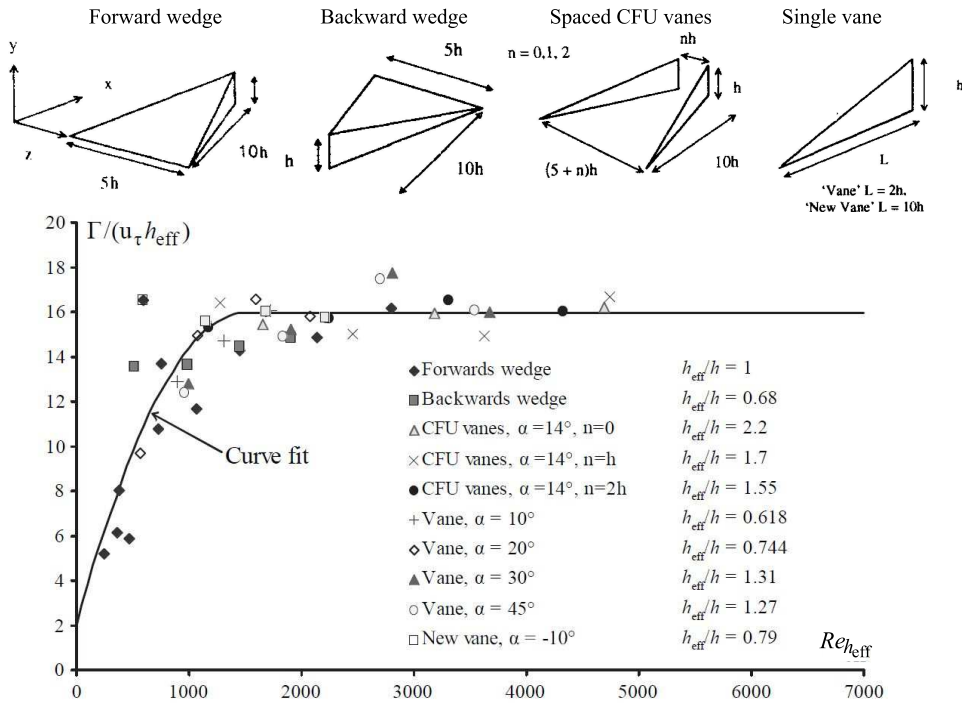 Forward wedge
Backward wedge
Spaced CFU vanes
Single vane
y
x
z
5h
10h
h
5h
10h
n = 0,1, 2
nh
h
(5 + n)h
10h
h
L
'Vane' L = 2h,
'New Vane' L = 10h
Γ/(uτheff)
20
18
16
14
12
10
8
6
4
2
0
Curve fit
Forwards wedge heff/h = 1
Backwards wedge heff/h = 0.68
CFU vanes, α =14°, n=0 heff/h = 2.2
CFU vanes, α =14°, n=h heff/h = 1.7
CFU vanes, α =14°, n=2h heff/h = 1.55
Vane, α = 10° heff/h = 0.618
Vane, α = 20° heff/h = 0.744
Vane, α = 30° heff/h = 1.31
Vane, α = 45° heff/h = 1.27
New vane, α = -10° heff/h = 0.79
Reheff
0 1000 2000 3000 4000 5000 6000 7000